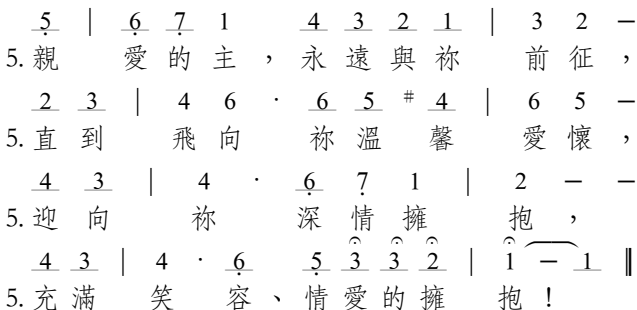 5 | 6 7 1 4 3 2 1 | 3 2 –
5. 親愛的主，永遠與祢前征，
2 3 | 4 6 · 6 5 #4 | 6 5 –
5. 直到飛向祢溫馨愛懷，
4 3 | 4 · 6 7 1 | 2 – –
5. 迎向祢深情擁抱，
4 3 | 4 · 6 5 3 3 2 | 1 – 1 ‖
5. 充滿笑容、情愛的擁抱！